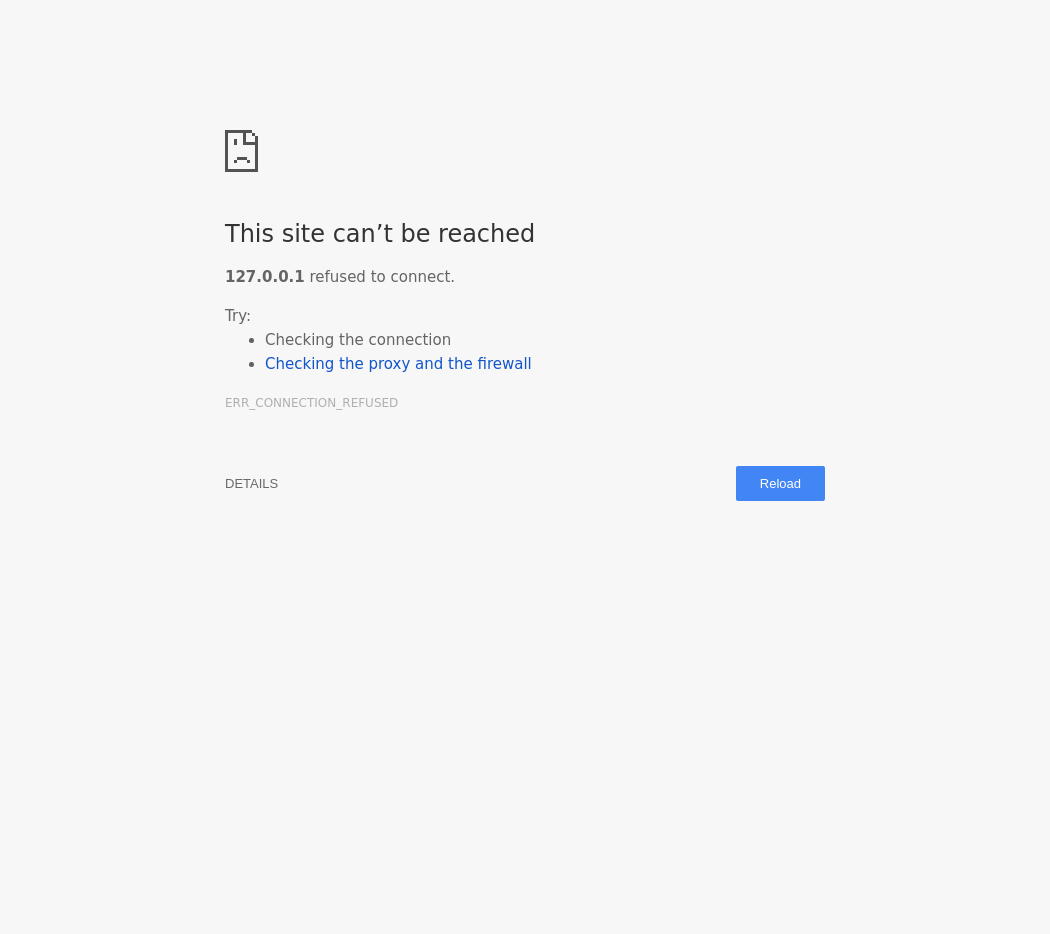 This site can’t be reached
127.0.0.1 refused to connect.
Try:
Checking the connection
Checking the proxy and the firewall
ERR_CONNECTION_REFUSED
DETAILS
Reload